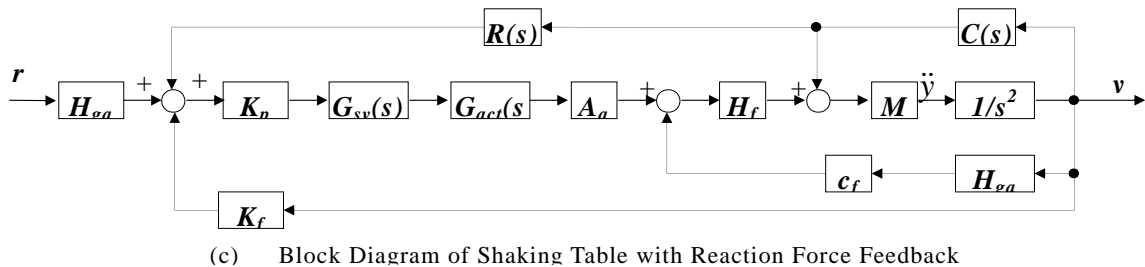 R(s)
C(s)
r
+
+
+
+
ÿ
v
H_ga
K_p
G_sv(s)
G_act(s
A_a
H_f
M
1/s²
c_f
H_ga
K_f
(c) Block Diagram of Shaking Table with Reaction Force Feedback